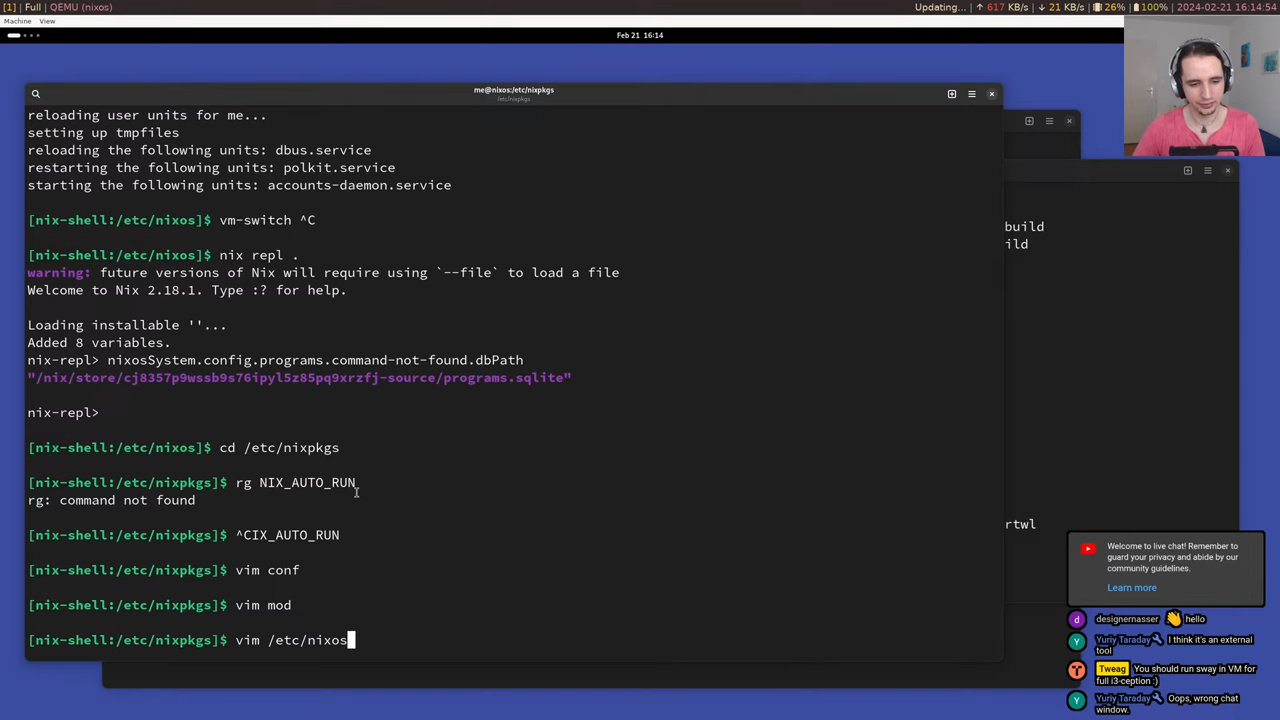 [1] | Full | QEMU (nixos)
Updating... | ↑ 617 KB/s | ↓ 21 KB/s | 26% | 100% | 2024-02-21 16:14:54
Machine View
Feb 21 16:14
me@nixos:/etc/nixpkgs
/etc/nixpkgs
reloading user units for me...
setting up tmpfiles
reloading the following units: dbus.service
restarting the following units: polkit.service
starting the following units: accounts-daemon.service
[nix-shell:/etc/nixos]$ vm-switch ^C
[nix-shell:/etc/nixos]$ nix repl .
warning: future versions of Nix will require using `--file` to load a file
Welcome to Nix 2.18.1. Type :? for help.
Loading installable ''...
Added 8 variables.
nix-repl> nixosSystem.config.programs.command-not-found.dbPath
"/nix/store/cj8357p9wssb9s76ipyl5z85pq9xrzfj-source/programs.sqlite"
nix-repl>
[nix-shell:/etc/nixos]$ cd /etc/nixpkgs
[nix-shell:/etc/nixpkgs]$ rg NIX_AUTO_RUN
rg: command not found
[nix-shell:/etc/nixpkgs]$ ^CIX_AUTO_RUN
[nix-shell:/etc/nixpkgs]$ vim conf
[nix-shell:/etc/nixpkgs]$ vim mod
[nix-shell:/etc/nixpkgs]$ vim /etc/nixos
build
ild
rtwl
Welcome to live chat! Remember to
guard your privacy and abide by our
community guidelines.
Learn more
d designernasser 👋 hello
Y Yuriy Taraday I think it's an external
tool
Tweag You should run sway in VM for
full i3-ception :)
Y Yuriy Taraday Oops, wrong chat
window.